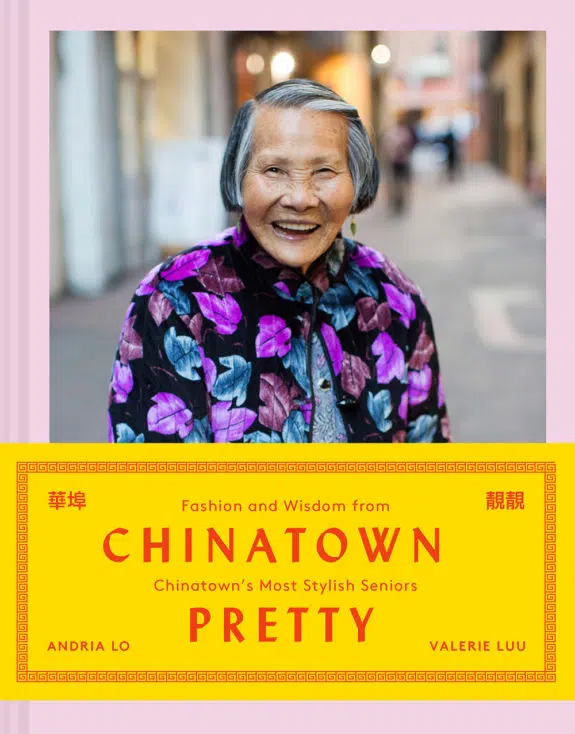 華埠
靚靚
Fashion and Wisdom from
CHINATOWN
Chinatown's Most Stylish Seniors
PRETTY
ANDRIA LO
VALERIE LUU